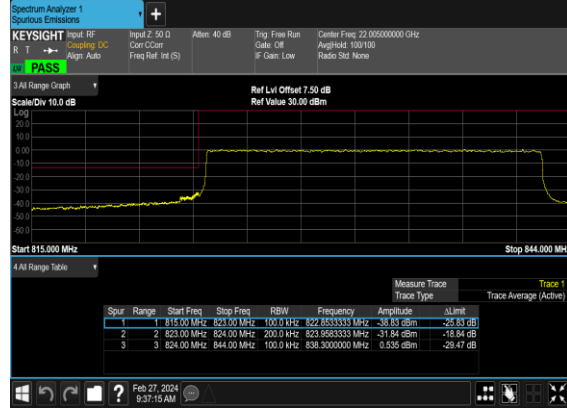 Spectrum Analyzer 1
Spurious Emissions
+
KEYSIGHT Input: RF Input Z: 50 Ω Atten: 40 dB Trig: Free Run Center Freq: 22.005000000 GHz
R T Coupling: DC Corr CCorr Gate: Off Avg|Hold: 100/100
Align: Auto Freq Ref: Int (S) IF Gain: Low Radio Std: None
LW PASS
3 All Range Graph
Ref Lvl Offset 7.50 dB
Scale/Div 10.0 dB Ref Value 30.00 dBm
Log
20.0
10.0
0.00
-10.0
-20.0
-30.0
-40.0
-50.0
-60.0
Start 815.000 MHz Stop 844.000 MH
4 All Range Table
Measure Trace Trace 1
Trace Type Trace Average (Active)
Spur Range Start Freq Stop Freq RBW Frequency Amplitude ΔLimit
1 1 815.00 MHz 823.00 MHz 100.0 kHz 822.8533333 MHz -38.83 dBm -25.83 dB
2 2 823.00 MHz 824.00 MHz 200.0 kHz 823.9583333 MHz -31.84 dBm -18.84 dB
3 3 824.00 MHz 844.00 MHz 100.0 kHz 838.3000000 MHz 0.535 dBm -29.47 dB
? Feb 27, 2024
9:37:15 AM